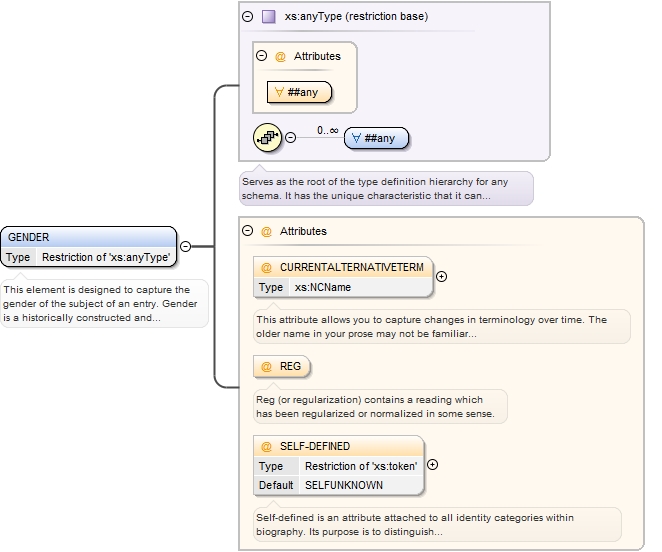 xs:anyType (restriction base)
@ Attributes
∀ ##any
0..∞
∀ ##any
Serves as the root of the type definition hierarchy for any
schema. It has the unique characteristic that it can...
GENDER
Type Restriction of 'xs:anyType'
This element is designed to capture the
gender of the subject of an entry. Gender
is a historically constructed and...
@ Attributes
@ CURRENTALTERNATIVETERM
Type xs:NCName
This attribute allows you to capture changes in terminology over time. The
older name in your prose may not be familiar...
@ REG
Reg (or regularization) contains a reading which
has been regularized or normalized in some sense.
@ SELF-DEFINED
Type Restriction of 'xs:token'
Default SELFUNKNOWN
Self-defined is an attribute attached to all identity categories within
biography. Its purpose is to distinguish...